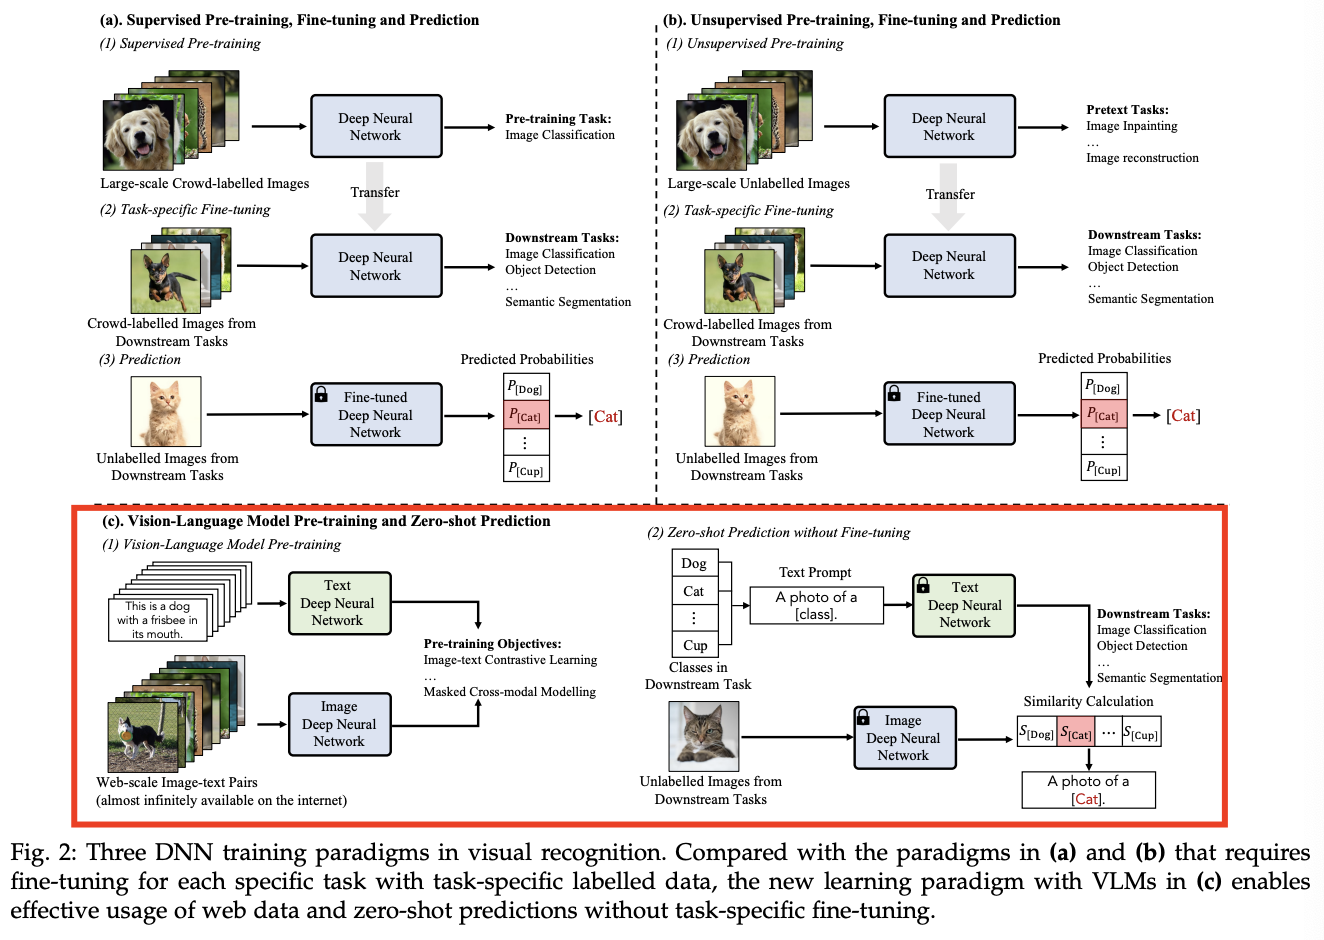 (a). Supervised Pre-training, Fine-tuning and Prediction
(1) Supervised Pre-training
Deep Neural
Network
Pre-training Task:
Image Classification
Large-scale Crowd-labelled Images
Transfer
(2) Task-specific Fine-tuning
Deep Neural
Network
Downstream Tasks:
Image Classification
Object Detection
...
Semantic Segmentation
Crowd-labelled Images from
Downstream Tasks
(3) Prediction
Predicted Probabilities
Fine-tuned
Deep Neural
Network
P[Dog]
P[Cat]
⋮
P[Cup]
[Cat]
Unlabelled Images from
Downstream Tasks
(b). Unsupervised Pre-training, Fine-tuning and Prediction
(1) Unsupervised Pre-training
Deep Neural
Network
Pretext Tasks:
Image Inpainting
...
Image reconstruction
Large-scale Unlabelled Images
Transfer
(2) Task-specific Fine-tuning
Deep Neural
Network
Downstream Tasks:
Image Classification
Object Detection
...
Semantic Segmentation
Crowd-labelled Images from
Downstream Tasks
(3) Prediction
Predicted Probabilities
Fine-tuned
Deep Neural
Network
P[Dog]
P[Cat]
⋮
P[Cup]
[Cat]
Unlabelled Images from
Downstream Tasks
(c). Vision-Language Model Pre-training and Zero-shot Prediction
(1) Vision-Language Model Pre-training
This is a dog
with a frisbee in
its mouth.
Text
Deep Neural
Network
Pre-training Objectives:
Image-text Contrastive Learning
...
Masked Cross-modal Modelling
Image
Deep Neural
Network
Web-scale Image-text Pairs
(almost infinitely available on the internet)
(2) Zero-shot Prediction without Fine-tuning
Dog
Cat
⋮
Cup
Classes in
Downstream Task
Text Prompt
A photo of a
[class].
Text
Deep Neural
Network
Downstream Tasks:
Image Classification
Object Detection
...
Semantic Segmentation
Similarity Calculation
Image
Deep Neural
Network
S[Dog] S[Cat] ... S[Cup]
A photo of a
[Cat].
Unlabelled Images from
Downstream Tasks
Fig. 2: Three DNN training paradigms in visual recognition. Compared with the paradigms in (a) and (b) that requires
fine-tuning for each specific task with task-specific labelled data, the new learning paradigm with VLMs in (c) enables
effective usage of web data and zero-shot predictions without task-specific fine-tuning.